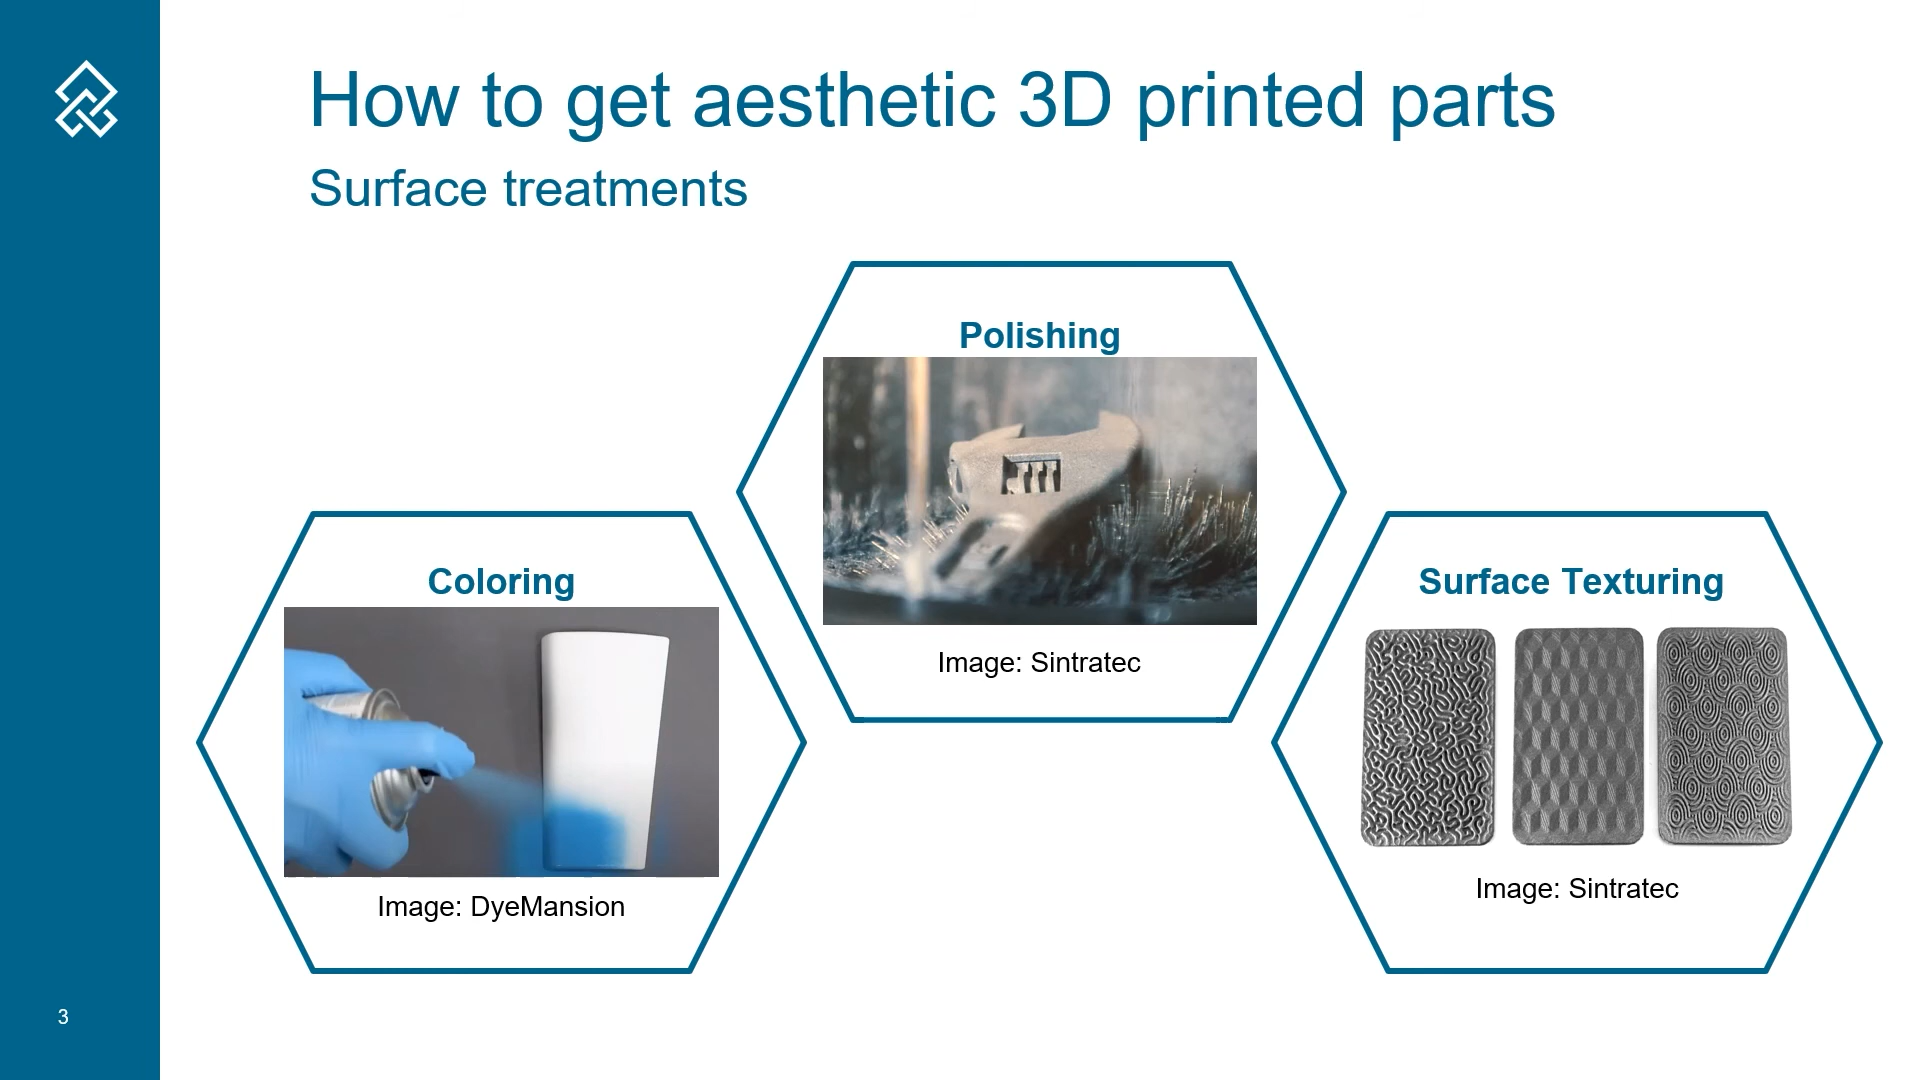 How to get aesthetic 3D printed parts
Surface treatments
Polishing
Image: Sintratec
Coloring
Image: DyeMansion
Surface Texturing
Image: Sintratec
3